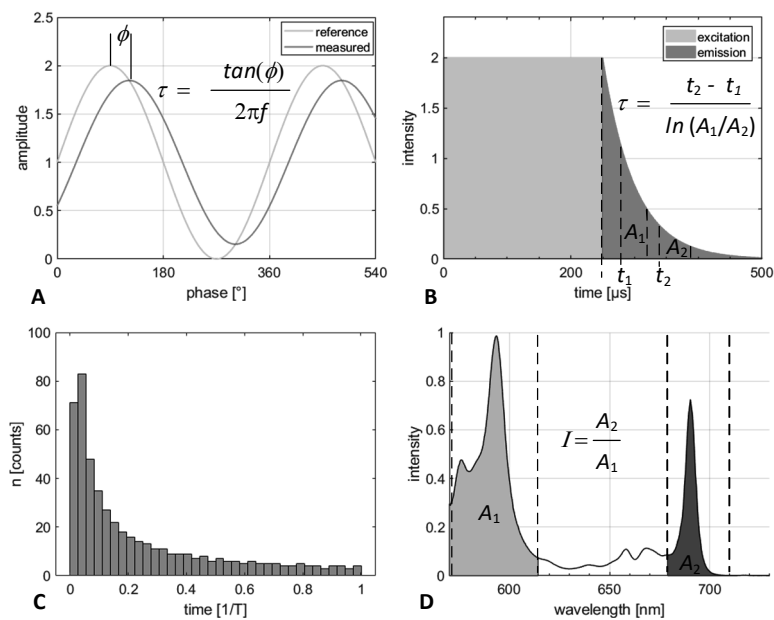 ϕ
reference
measured
τ = tan(ϕ)
2πf
2.5
2
1.5
1
0.5
0
amplitude
0 180 360 540
phase [°]
A
excitation
emission
τ = t2 - t1
ln (A1/A2)
2
1.5
1
0.5
0
intensity
A1
A2
0 200 500
t1 t2
time [µs]
B
100
80
60
40
20
0
n [counts]
0 0.2 0.4 0.6 0.8 1
time [1/T]
C
1
0.8
0.6
0.4
0.2
0
intensity
I = A2
A1
A1
A2
600 650 700
wavelength [nm]
D